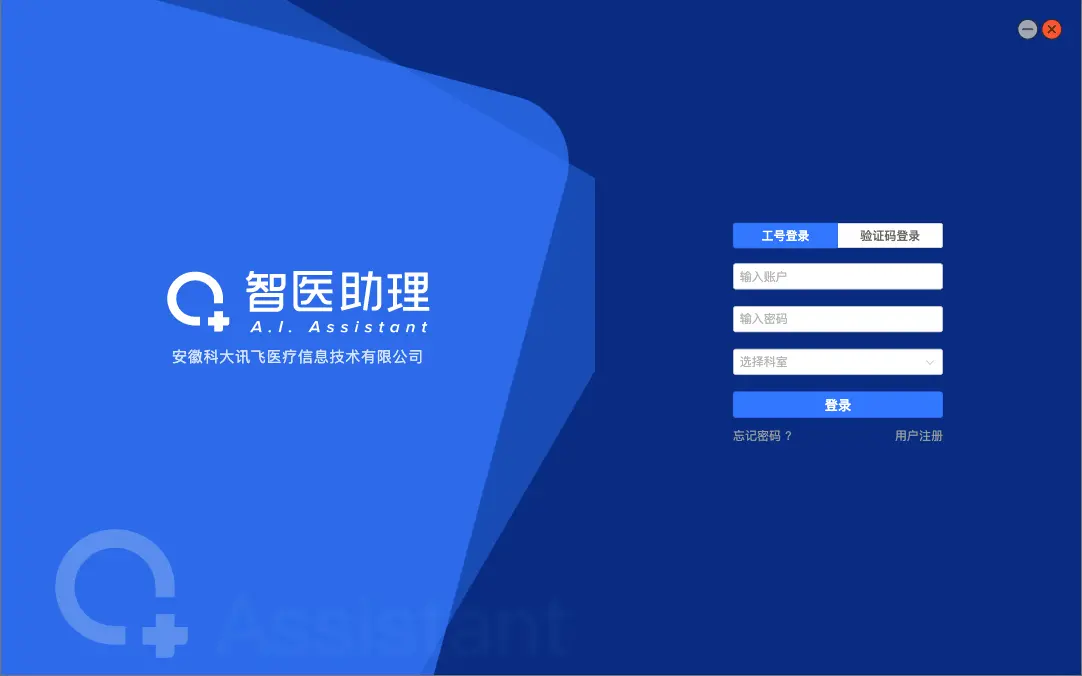 智医助理
A.I. Assistant
安徽科大讯飞医疗信息技术有限公司
Assistant
工号登录
验证码登录
输入账户
输入密码
选择科室
登录
忘记密码？
用户注册